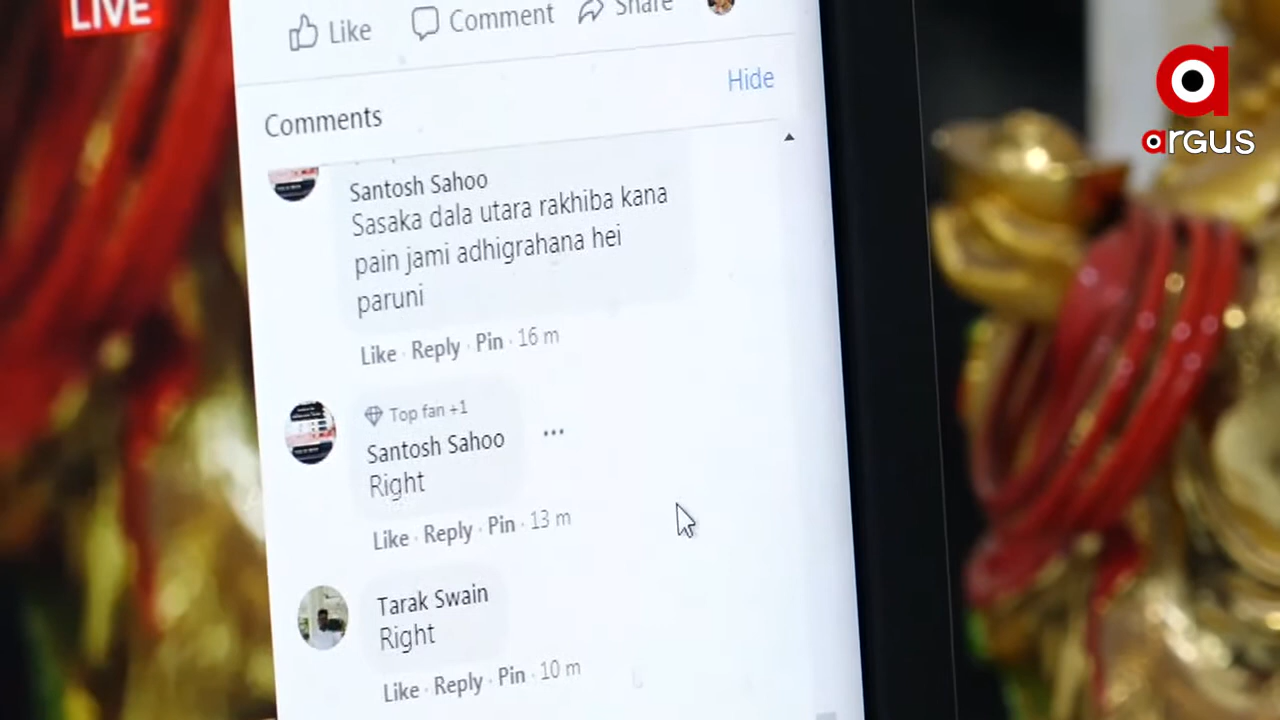 LIVE
Like Comment Share
argus
Hide
Comments
Santosh Sahoo
Sasaka dala utara rakhiba kana
pain jami adhigrahana hei
paruni
Like · Reply · Pin · 16 m
Top fan +1
Santosh Sahoo
Right
Like · Reply · Pin · 13 m
Tarak Swain
Right
Like · Reply · Pin · 10 m